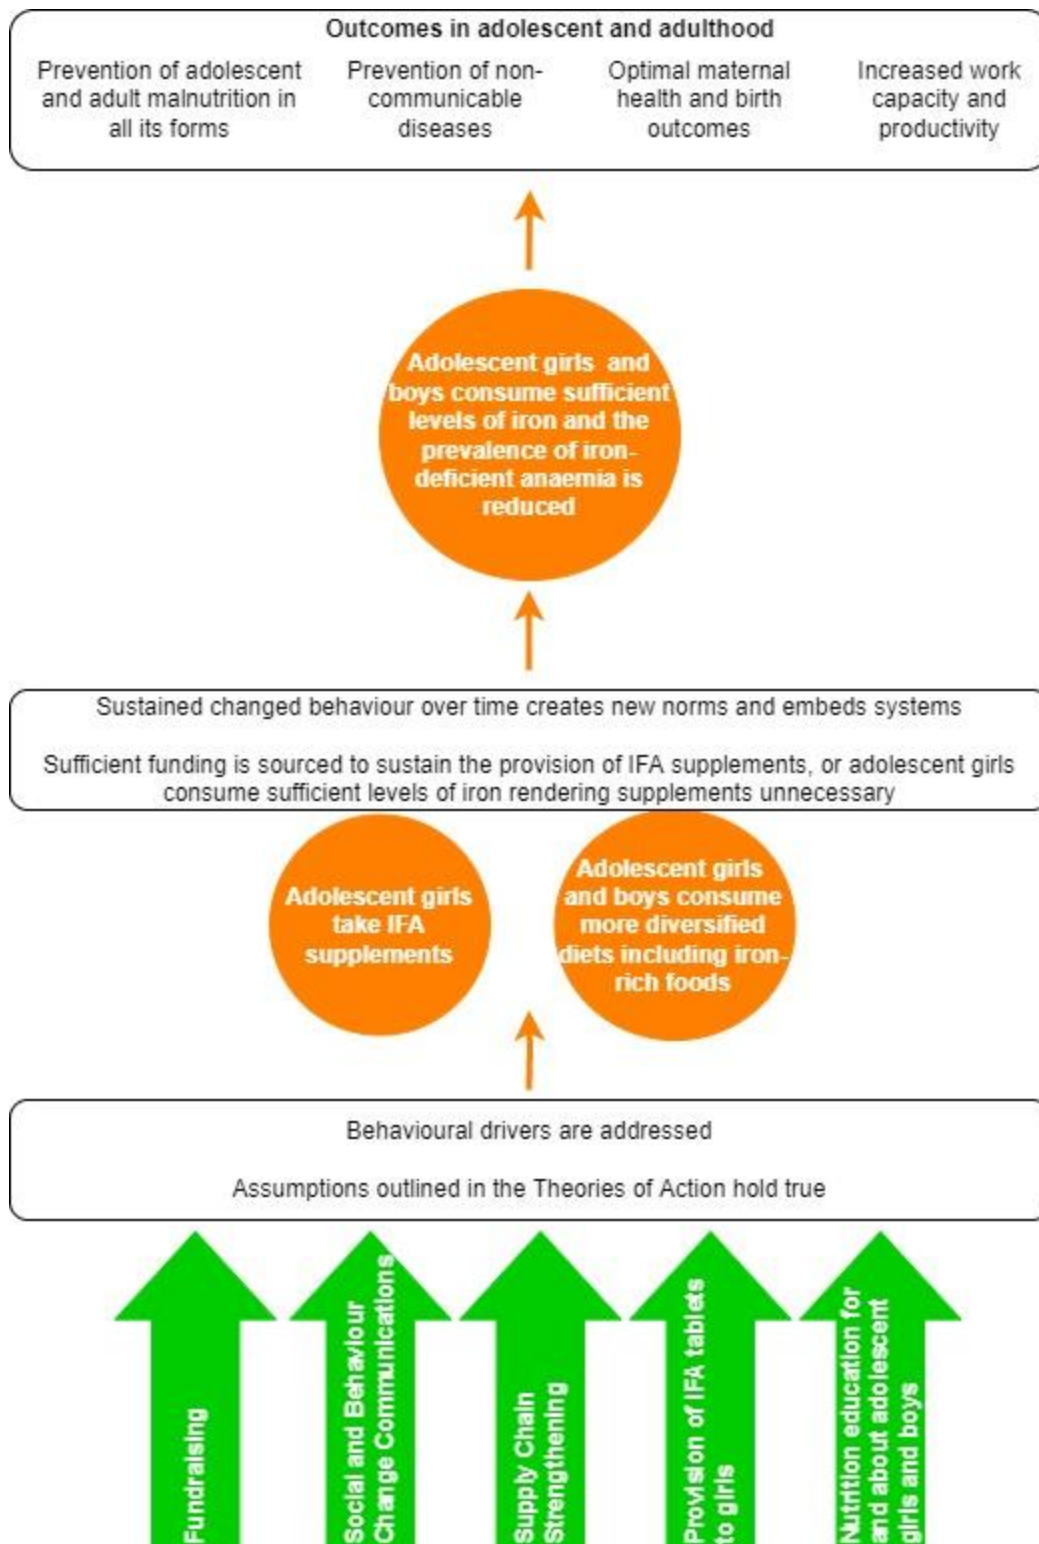 Outcomes in adolescent and adulthood
Prevention of adolescent
and adult malnutrition in
all its forms
Prevention of non-
communicable
diseases
Optimal maternal
health and birth
outcomes
Increased work
capacity and
productivity
Adolescent girls and
boys consume sufficient
levels of iron and the
prevalence of iron-
deficient anaemia is
reduced
Sustained changed behaviour over time creates new norms and embeds systems
Sufficient funding is sourced to sustain the provision of IFA supplements, or adolescent girls
consume sufficient levels of iron rendering supplements unnecessary
Adolescent girls
take IFA
supplements
Adolescent girls
and boys consume
more diversified
diets including iron-
rich foods
Behavioural drivers are addressed
Assumptions outlined in the Theories of Action hold true
Fundraising
Social and Behaviour
Change Communications
Supply Chain
Strengthening
Provision of IFA tablets
to girls
Nutrition education for
and about adolescent
girls and boys